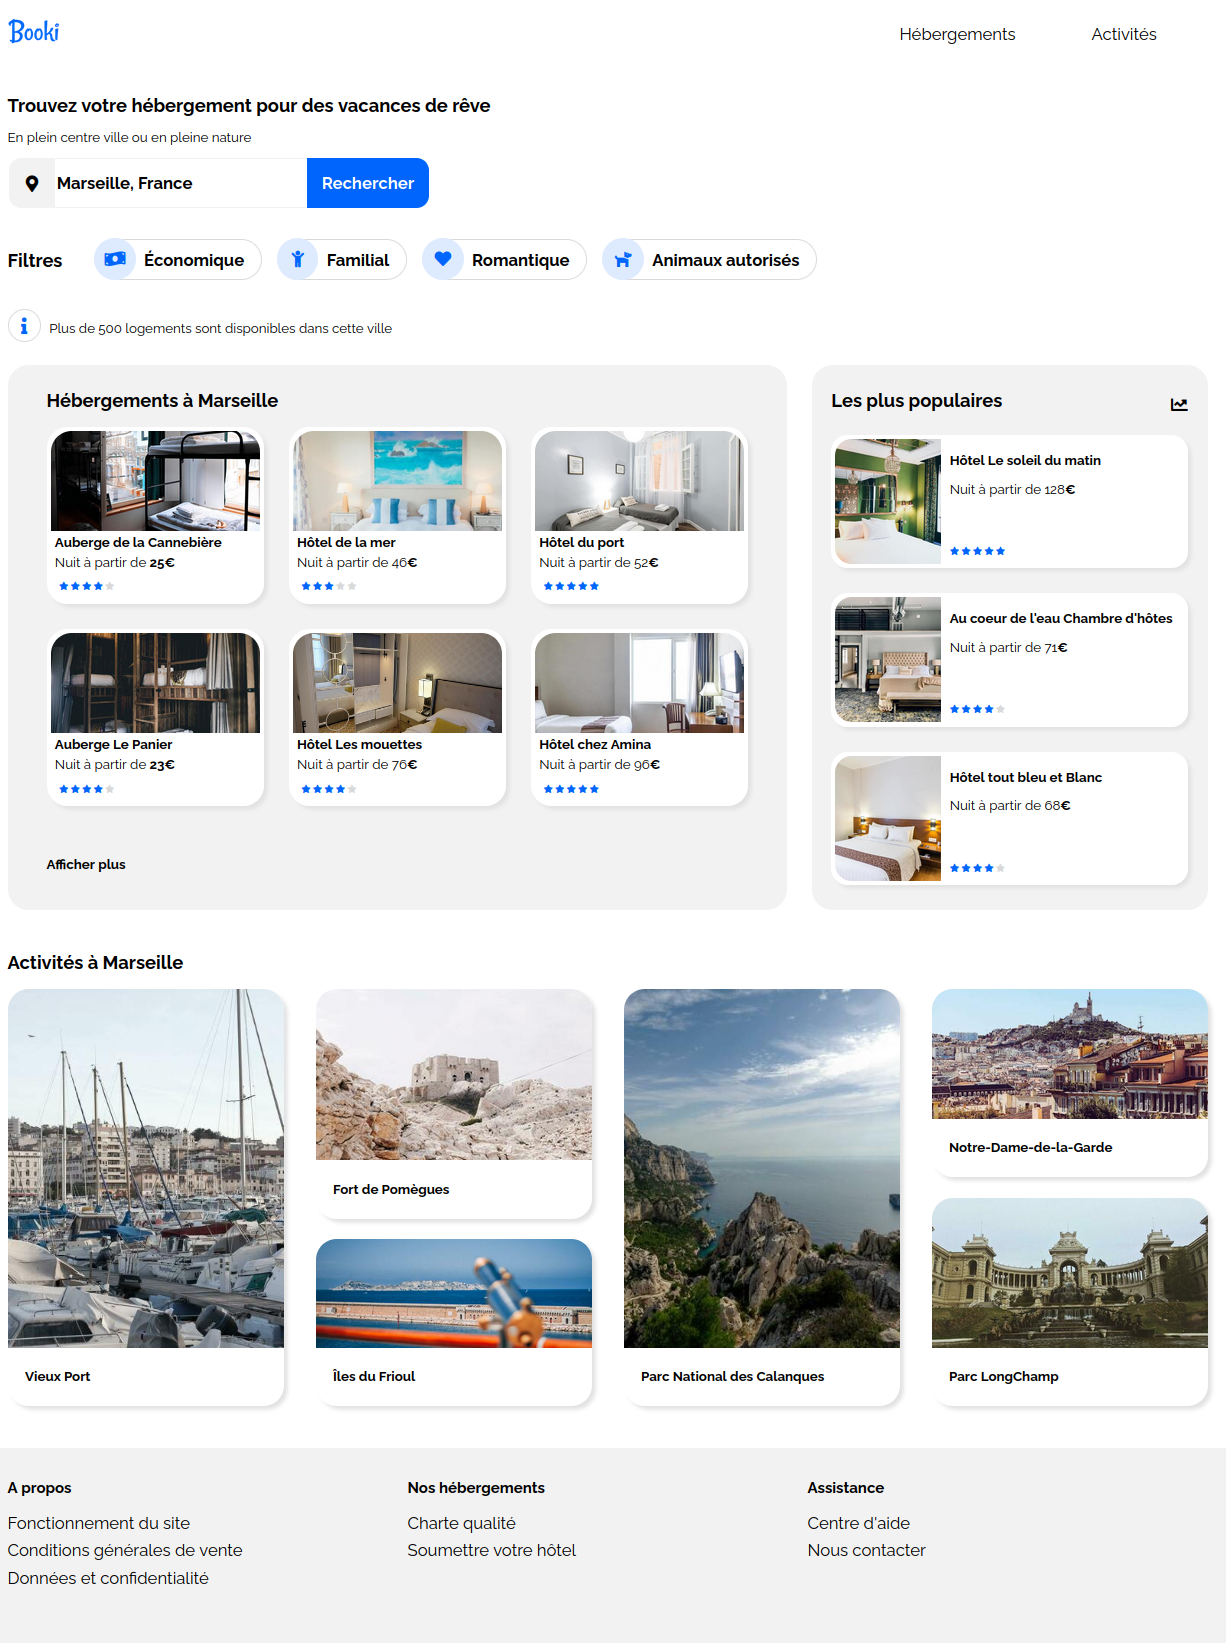 Booki
Hébergements
Activités
Trouvez votre hébergement pour des vacances de rêve
En plein centre ville ou en pleine nature
Marseille, France
Rechercher
Filtres
Économique
Familial
Romantique
Animaux autorisés
Plus de 500 logements sont disponibles dans cette ville
Hébergements à Marseille
Auberge de la Cannebière
Nuit à partir de 25€
Hôtel de la mer
Nuit à partir de 46€
Hôtel du port
Nuit à partir de 52€
Auberge Le Panier
Nuit à partir de 23€
Hôtel Les mouettes
Nuit à partir de 76€
Hôtel chez Amina
Nuit à partir de 96€
Afficher plus
Les plus populaires
Hôtel Le soleil du matin
Nuit à partir de 128€
Au coeur de l'eau Chambre d'hôtes
Nuit à partir de 71€
Hôtel tout bleu et Blanc
Nuit à partir de 68€
Activités à Marseille
Vieux Port
Fort de Pomègues
Îles du Frioul
Parc National des Calanques
Notre-Dame-de-la-Garde
Parc LongChamp
A propos
Fonctionnement du site
Conditions générales de vente
Données et confidentialité
Nos hébergements
Charte qualité
Soumettre votre hôtel
Assistance
Centre d'aide
Nous contacter